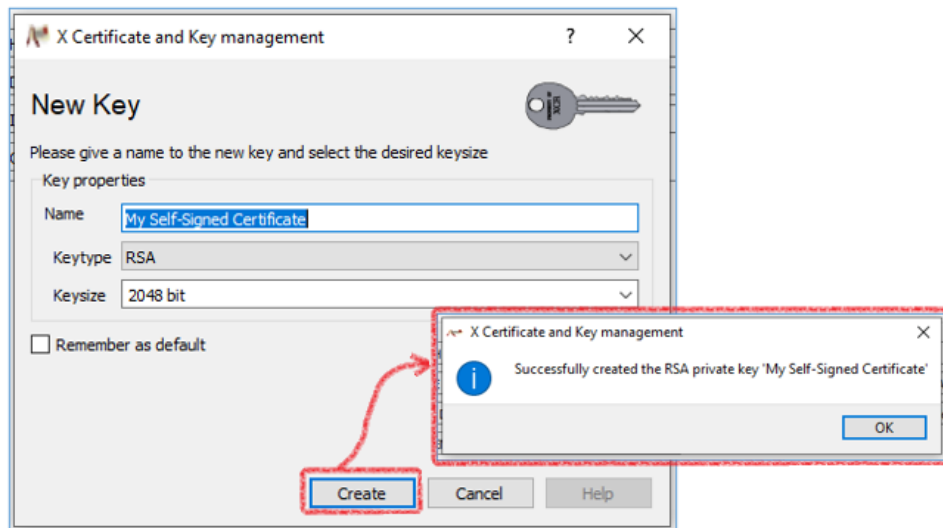 X Certificate and Key management
New Key
Please give a name to the new key and select the desired keysize
Key properties
Name My Self-Signed Certificate
Keytype RSA
Keysize 2048 bit
Remember as default
Create Cancel Help
X Certificate and Key management
Successfully created the RSA private key 'My Self-Signed Certificate'
OK